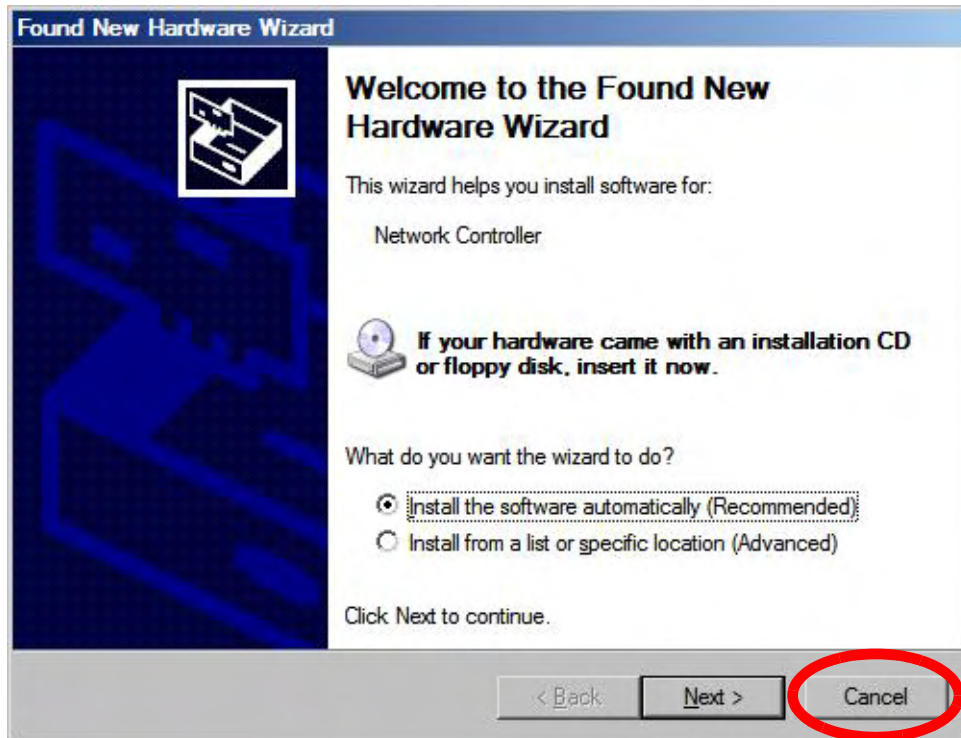 Found New Hardware Wizard
Welcome to the Found New
Hardware Wizard
This wizard helps you install software for:
Network Controller
If your hardware came with an installation CD
or floppy disk, insert it now.
What do you want the wizard to do?
Install the software automatically (Recommended)
Install from a list or specific location (Advanced)
Click Next to continue.
< Back
Next >
Cancel